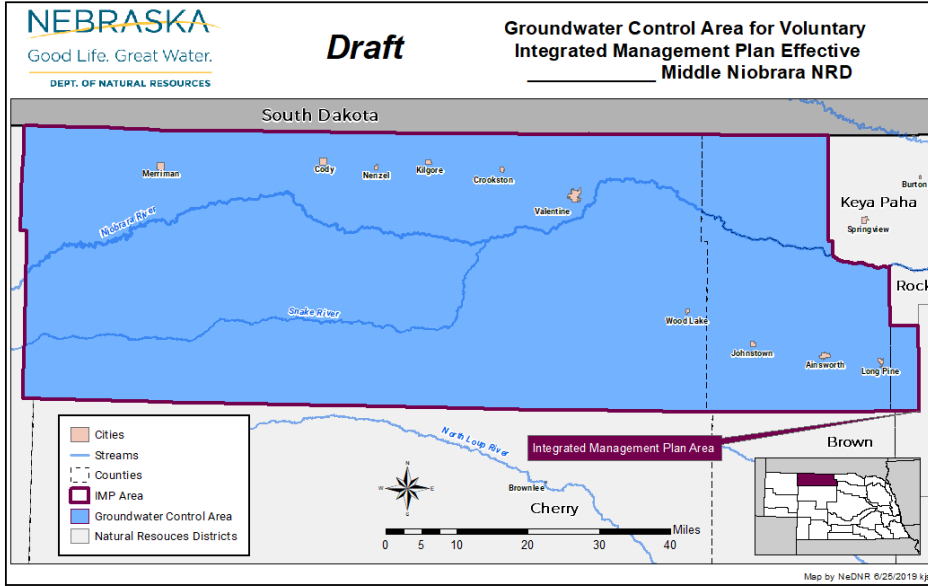 NEBRASKA
Good Life. Great Water.
DEPT. OF NATURAL RESOURCES
Draft
Groundwater Control Area for Voluntary
Integrated Management Plan Effective
____________ Middle Niobrara NRD
South Dakota
Merriman
Cody
Nenzel
Kilgore
Crookston
Valentine
Burton
Keya Paha
Springview
Niobrara River
Rock
Snake River
Wood Lake
Johnstown
Ainsworth
Long Pine
Cities
Streams
Counties
IMP Area
Groundwater Control Area
Natural Resouces Districts
North Loup River
Integrated Management Plan Area
Brown
Brownlee
Cherry
N
W
E
S
Miles
0 5 10 20 30 40
Map by NeDNR 6/25/2019 kjs